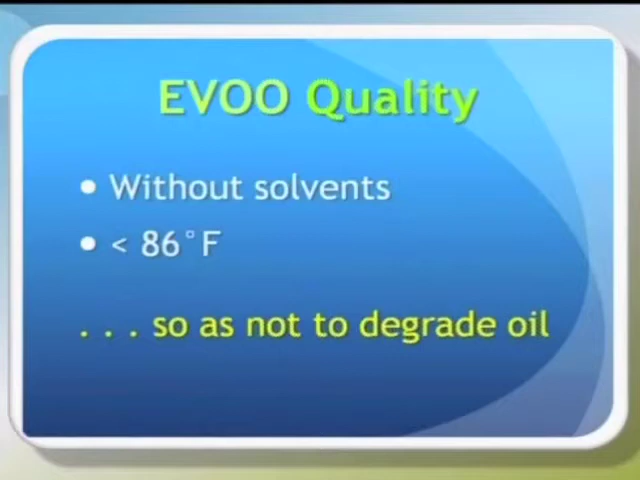 EVOO Quality
• Without solvents
• < 86°F
. . . so as not to degrade oil